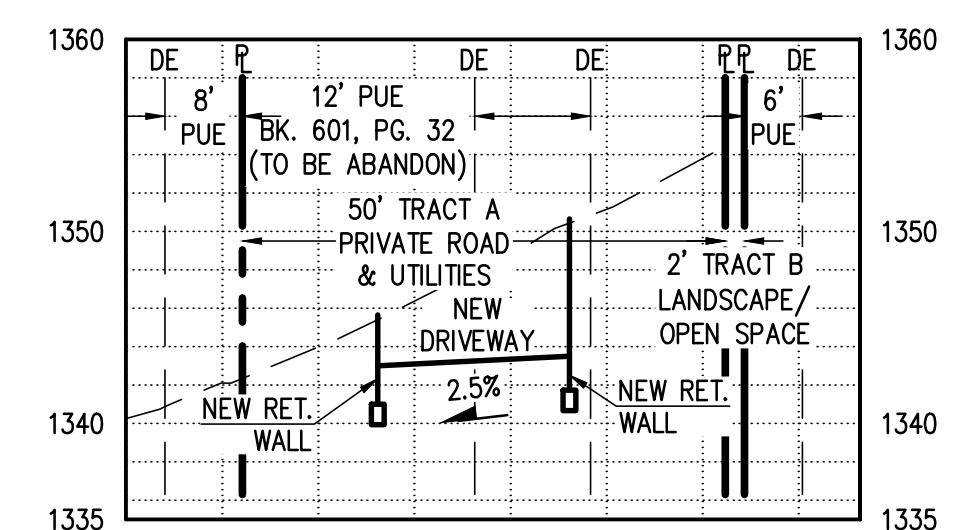 1360
1360
DE
PL
DE
DE
PL
PL
DE
8'
PUE
12' PUE
BK. 601, PG. 32
(TO BE ABANDON)
6'
PUE
1350
1350
50' TRACT A
PRIVATE ROAD
& UTILITIES
2' TRACT B
LANDSCAPE/
OPEN SPACE
NEW
DRIVEWAY
2.5%
NEW RET.
WALL
NEW RET.
WALL
1340
1340
1335
1335